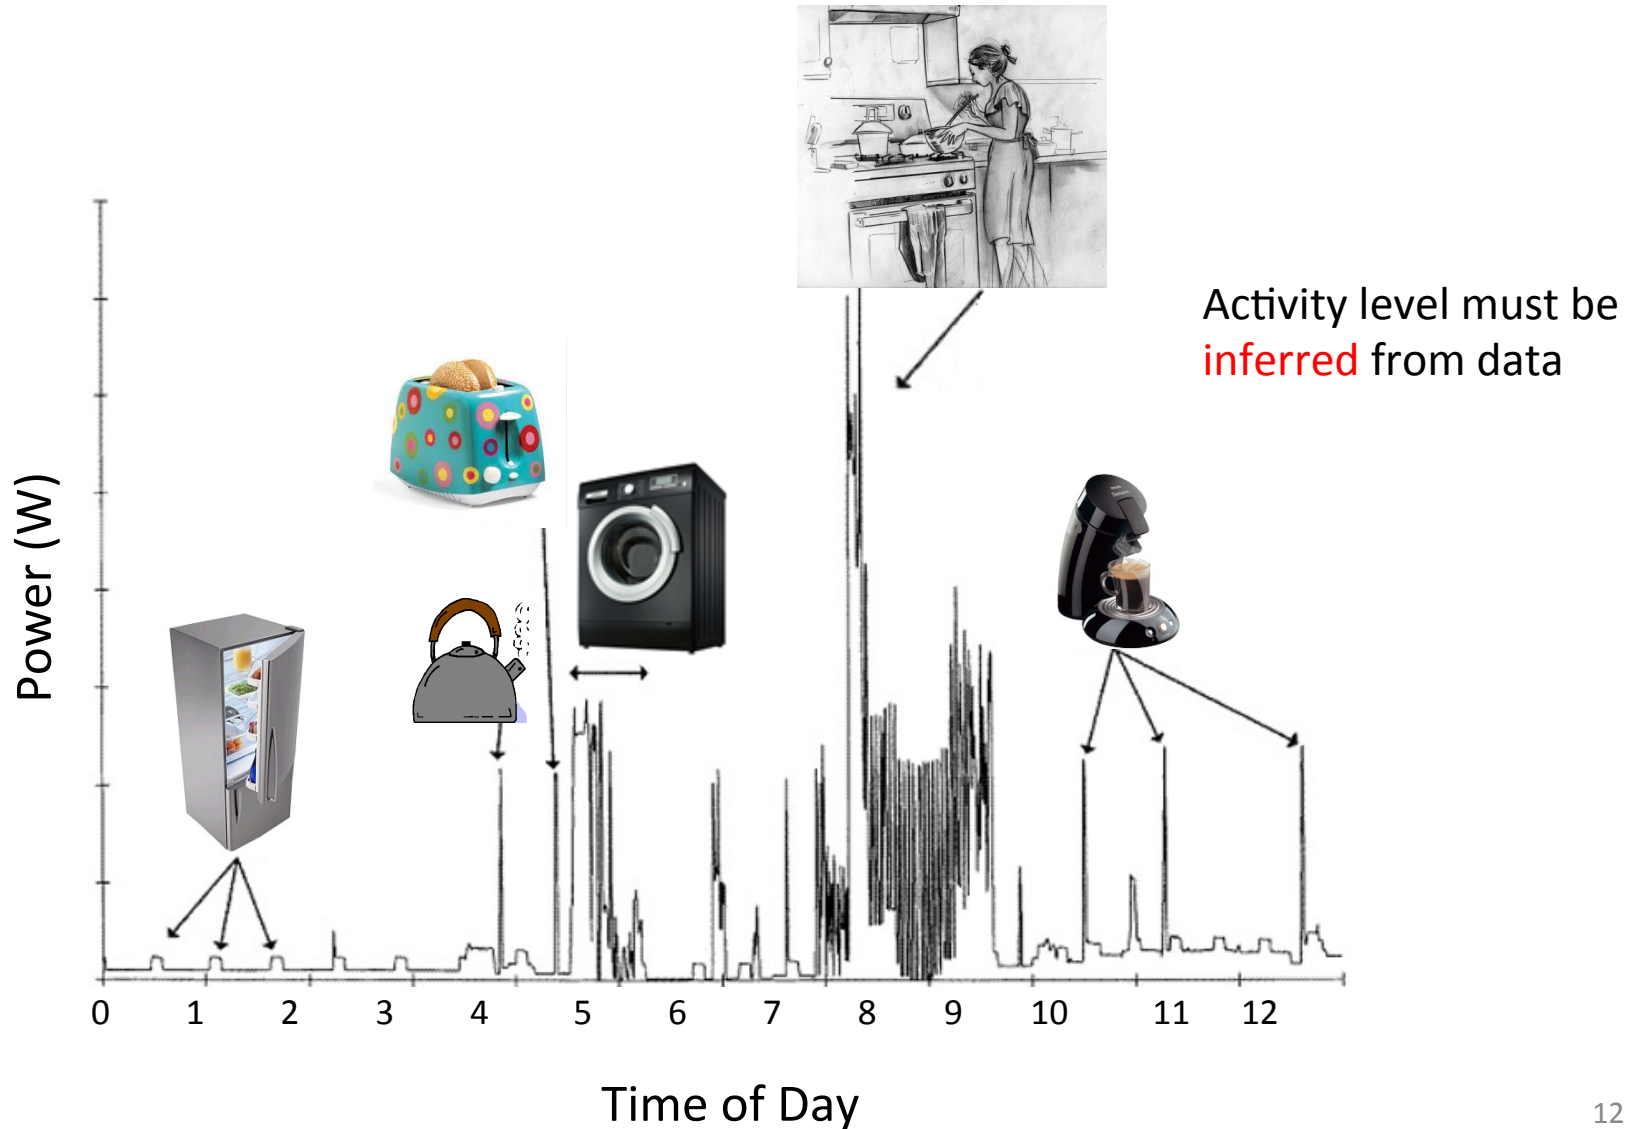 Activity level must be
inferred from data
Power (W)
0 1 2 3 4 5 6 7 8 9 10 11 12
Time of Day
12